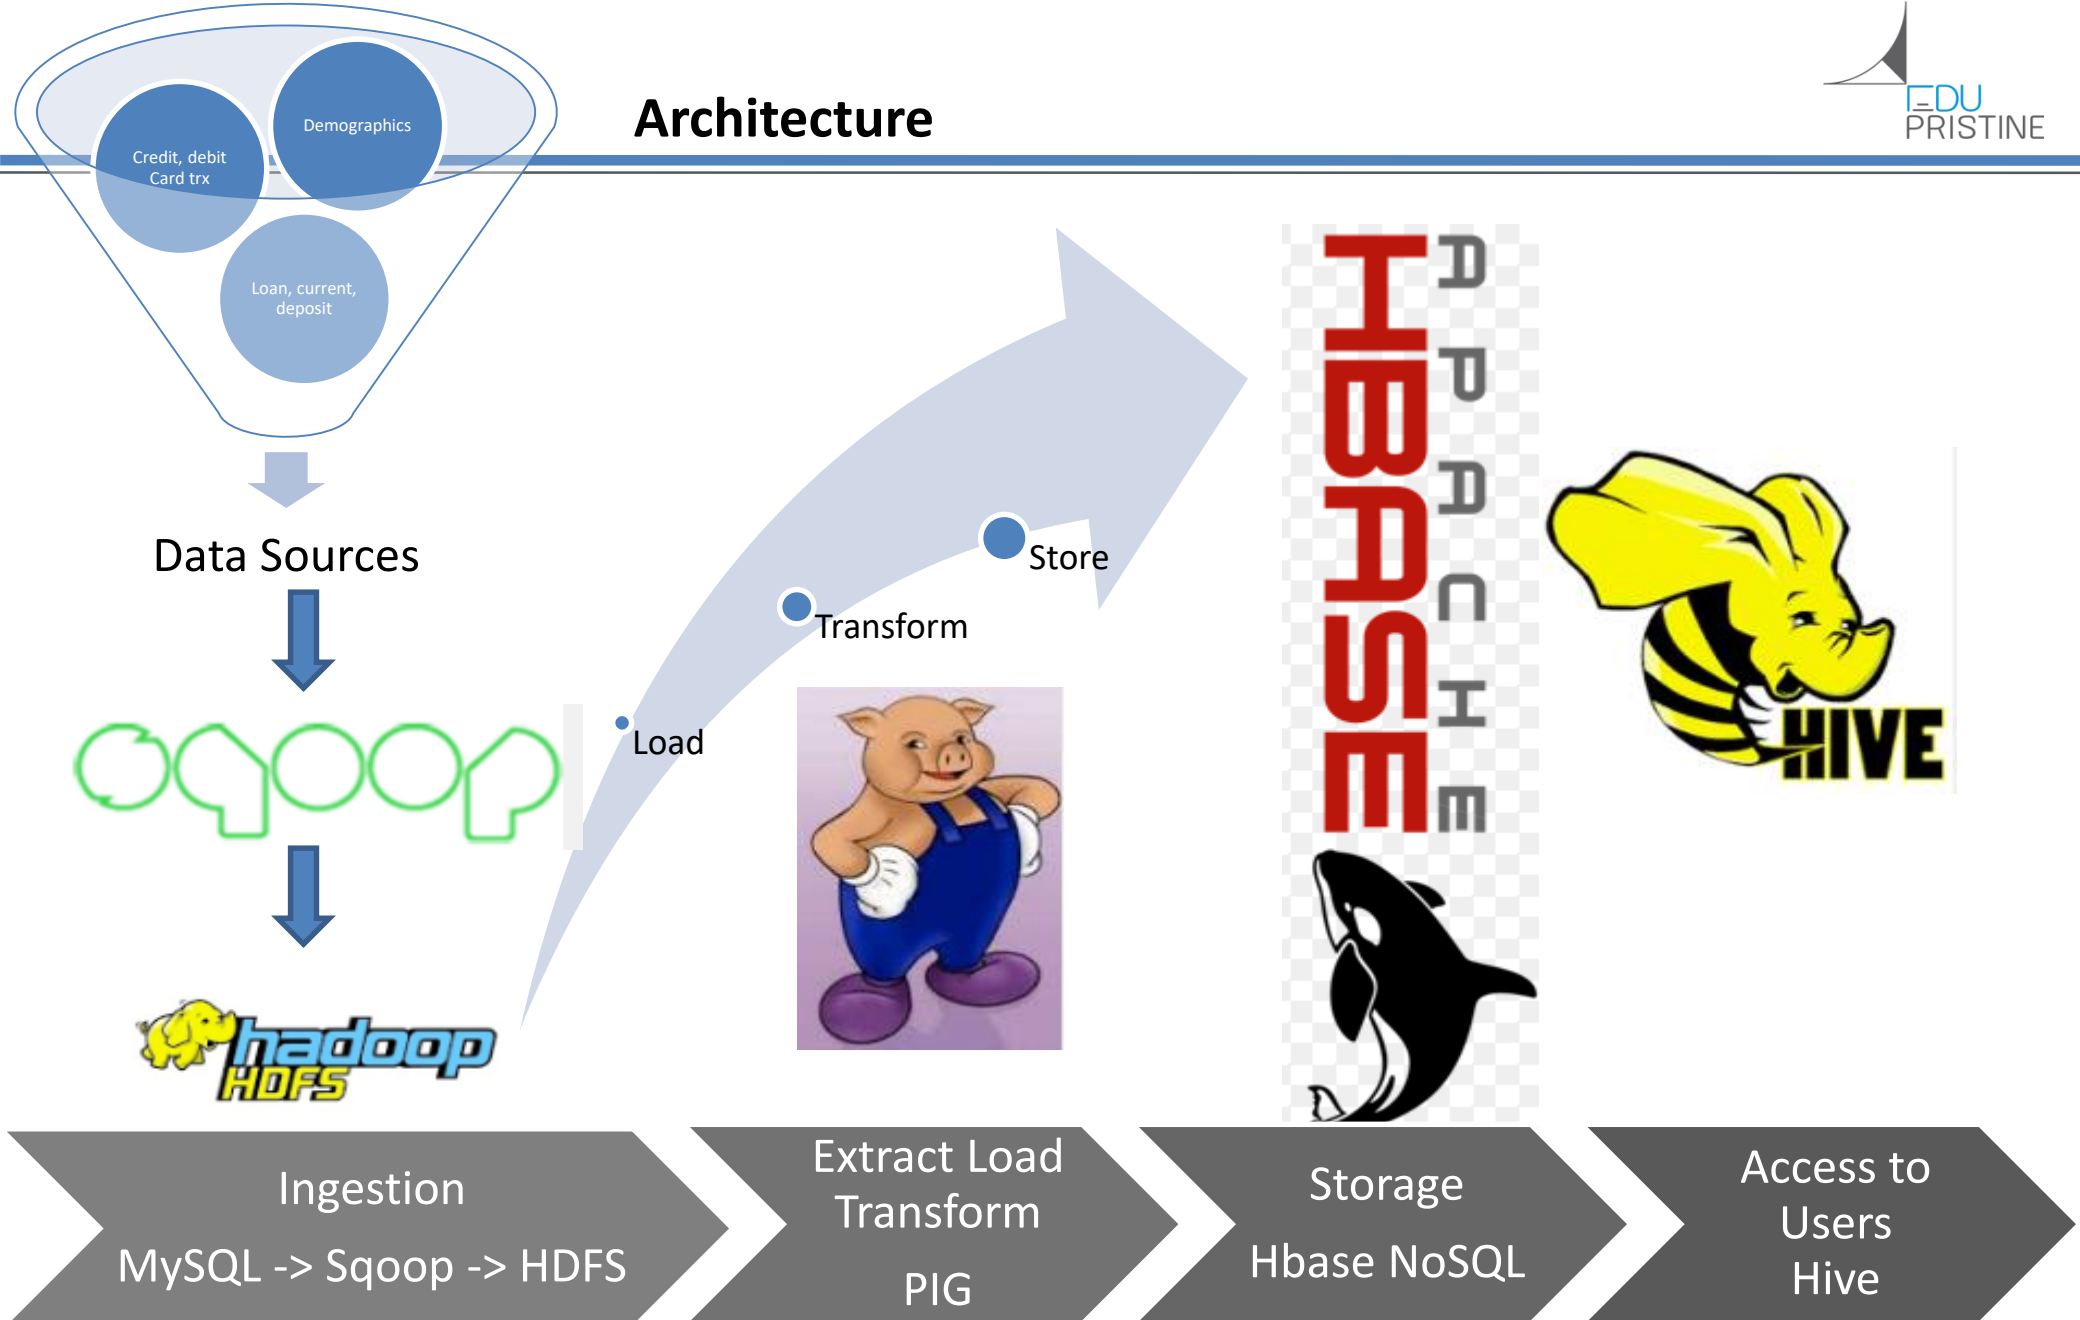 Architecture
EDU
PRISTINE
Demographics
Credit, debit
Card trx
Loan, current,
deposit
Data Sources
sqoop
hadoop
HDFS
Load
Transform
Store
APACHE
HBASE
HIVE
Ingestion
MySQL -> Sqoop -> HDFS
Extract Load
Transform
PIG
Storage
Hbase NoSQL
Access to
Users
Hive